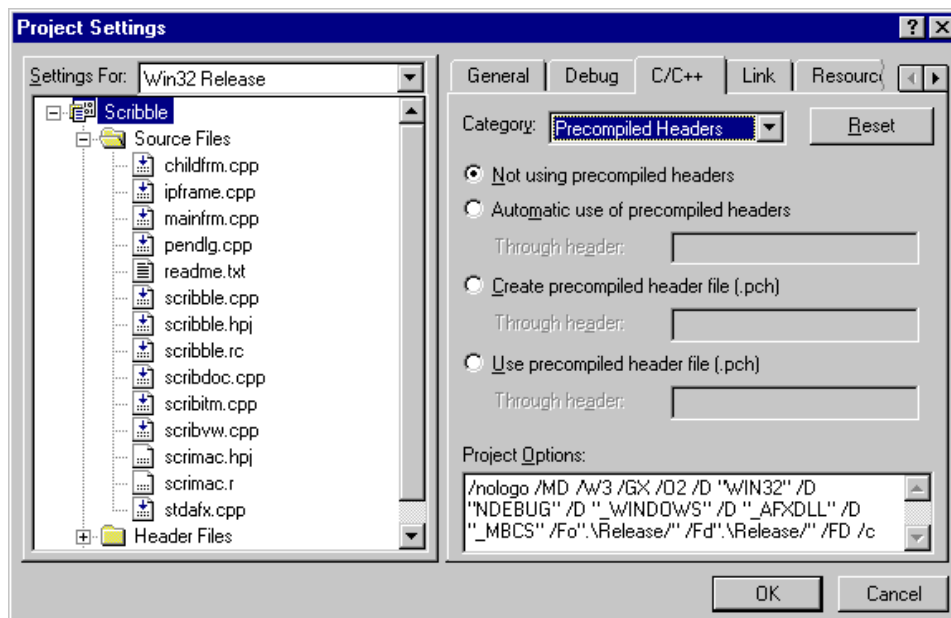 Project Settings
Settings For: Win32 Release
Scribble
Source Files
childfrm.cpp
ipframe.cpp
mainfrm.cpp
pendlg.cpp
readme.txt
scribble.cpp
scribble.hpj
scribble.rc
scribdoc.cpp
scribitm.cpp
scribvw.cpp
scrimac.hpj
scrimac.r
stdafx.cpp
Header Files
General Debug C/C++ Link Resourc
Category: Precompiled Headers Reset
Not using precompiled headers
Automatic use of precompiled headers
Through header:
Create precompiled header file (.pch)
Through header:
Use precompiled header file (.pch)
Through header:
Project Options:
/nologo /MD /W3 /GX /O2 /D "WIN32" /D
"NDEBUG" /D "_WINDOWS" /D "_AFXDLL" /D
"_MBCS" /Fo".\Release/" /Fd".\Release/" /FD /c
OK Cancel